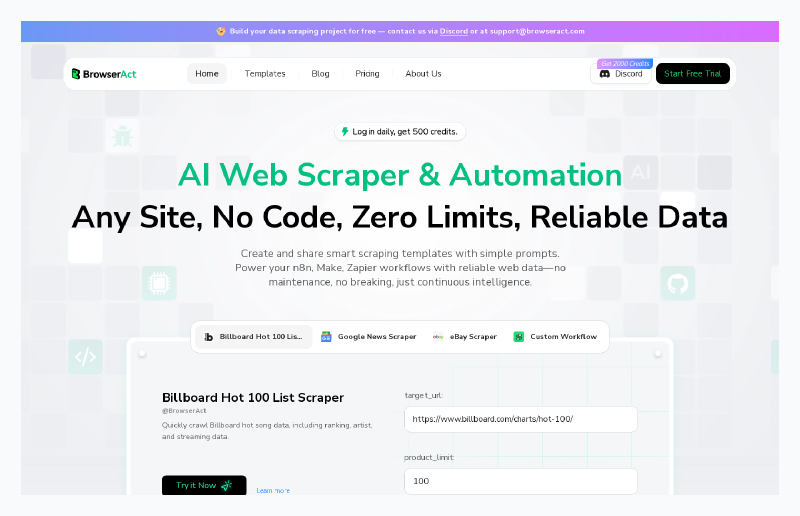 Build your data scraping project for free — contact us via Discord or at support@browseract.com
BrowserAct
Home
Templates
Blog
Pricing
About Us
Get 2000 Credits
Discord
Start Free Trial
Log in daily, get 500 credits.
AI
AI Web Scraper & Automation
Any Site, No Code, Zero Limits, Reliable Data
Create and share smart scraping templates with simple prompts.
Power your n8n, Make, Zapier workflows with reliable web data—no
maintenance, no breaking, just continuous intelligence.
Billboard Hot 100 Lis...
Google News Scraper
eBay Scraper
Custom Workflow
Billboard Hot 100 List Scraper
@BrowserAct
Quickly crawl Billboard hot song data, including ranking, artist,
and streaming data.
Try it Now
Learn more
target_url:
https://www.billboard.com/charts/hot-100/
product_limit:
100